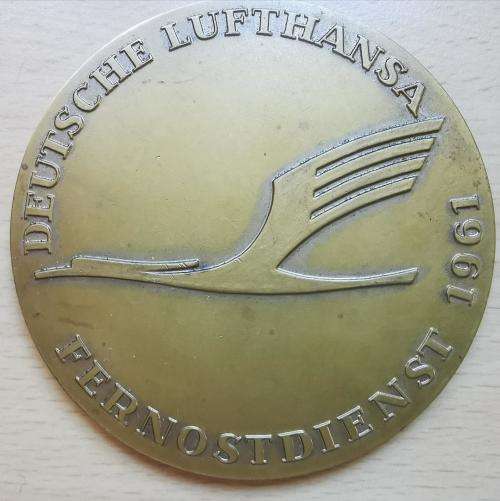 DEUTSCHE LUFTHANSA
1961
FERNOSTDIENST